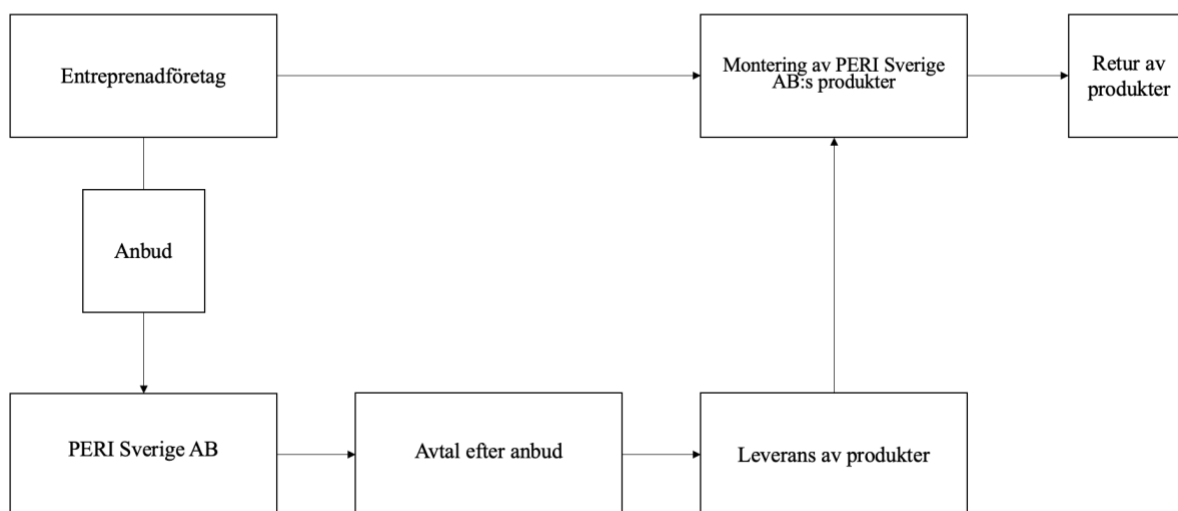 Entreprenadföretag
Montering av PERI Sverige
AB:s produkter
Retur av
produkter
Anbud
PERI Sverige AB
Avtal efter anbud
Leverans av produkter